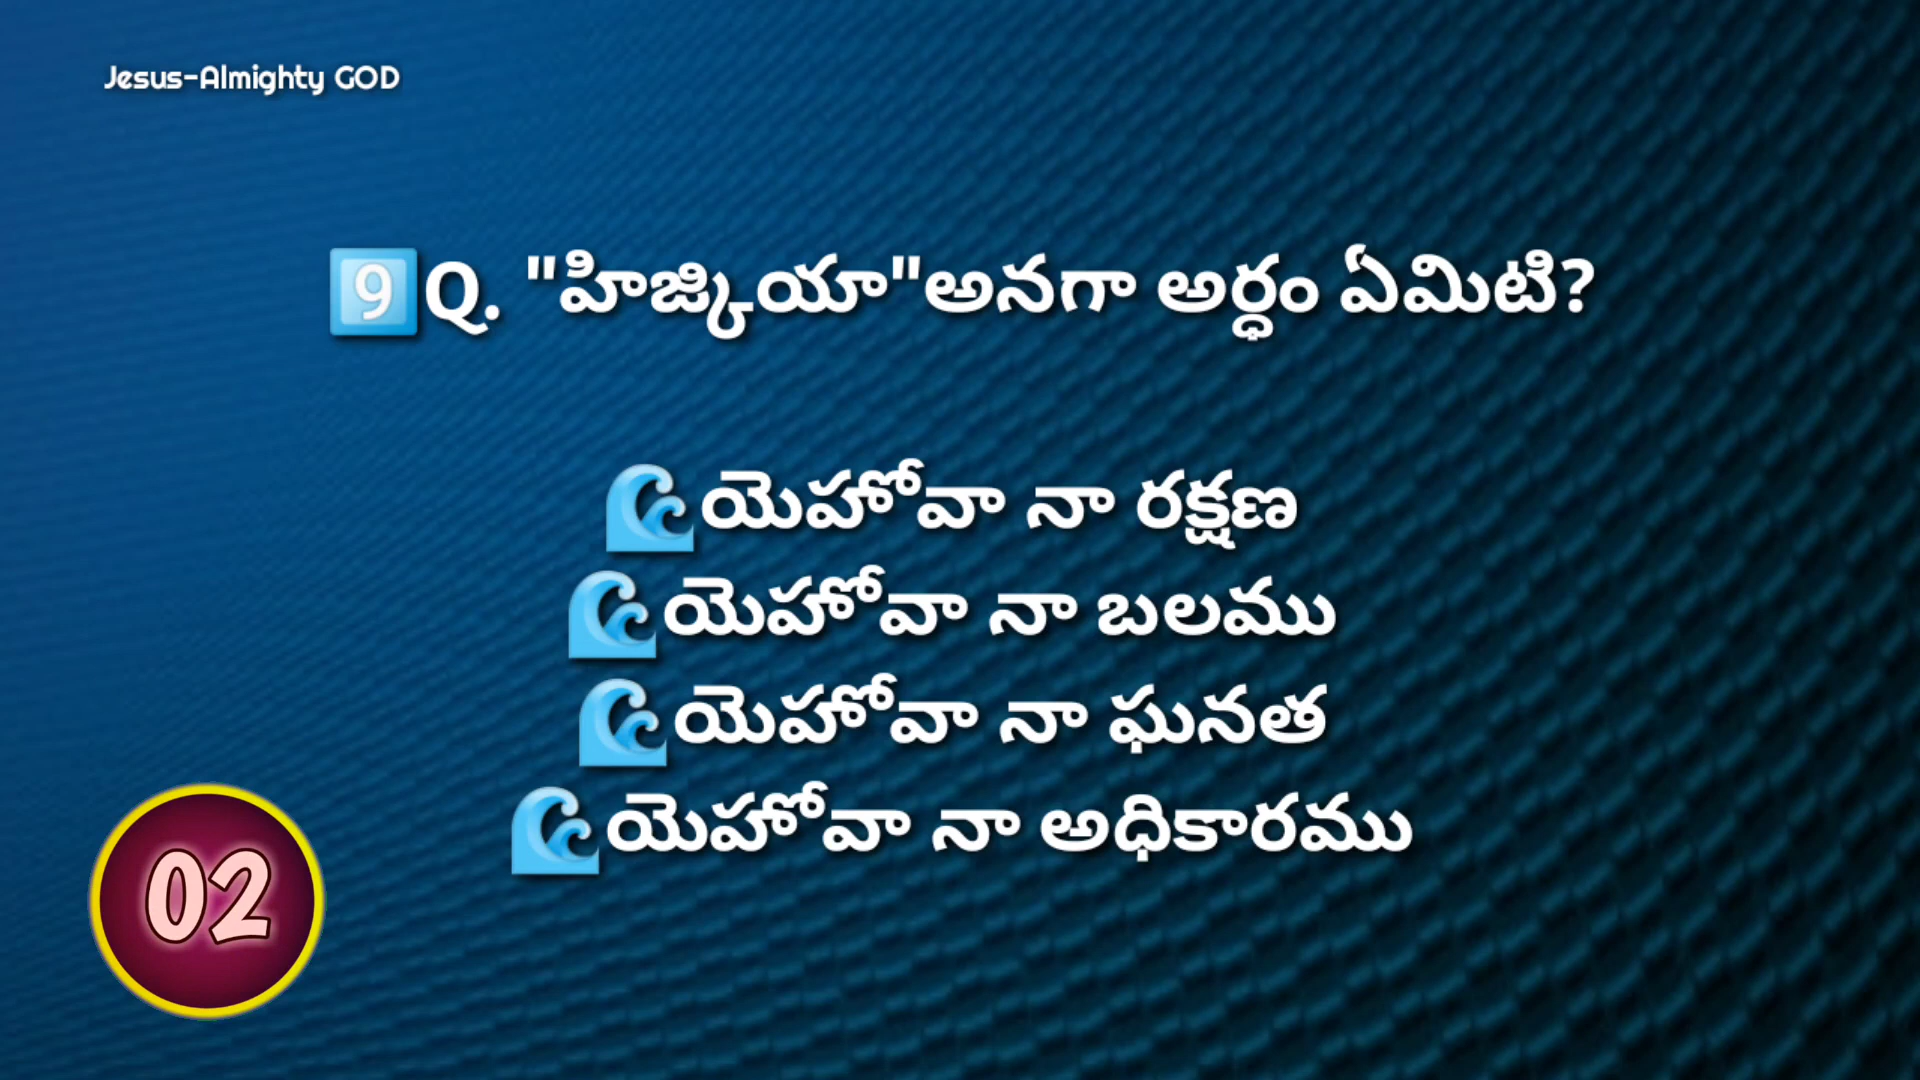 Jesus-Almighty GOD
9️⃣Q. "హిజ్కియా"అనగా అర్ధం ఏమిటి?
🌊యెహోవా నా రక్షణ
🌊యెహోవా నా బలము
🌊యెహోవా నా ఘనత
🌊యెహోవా నా అధికారము
02